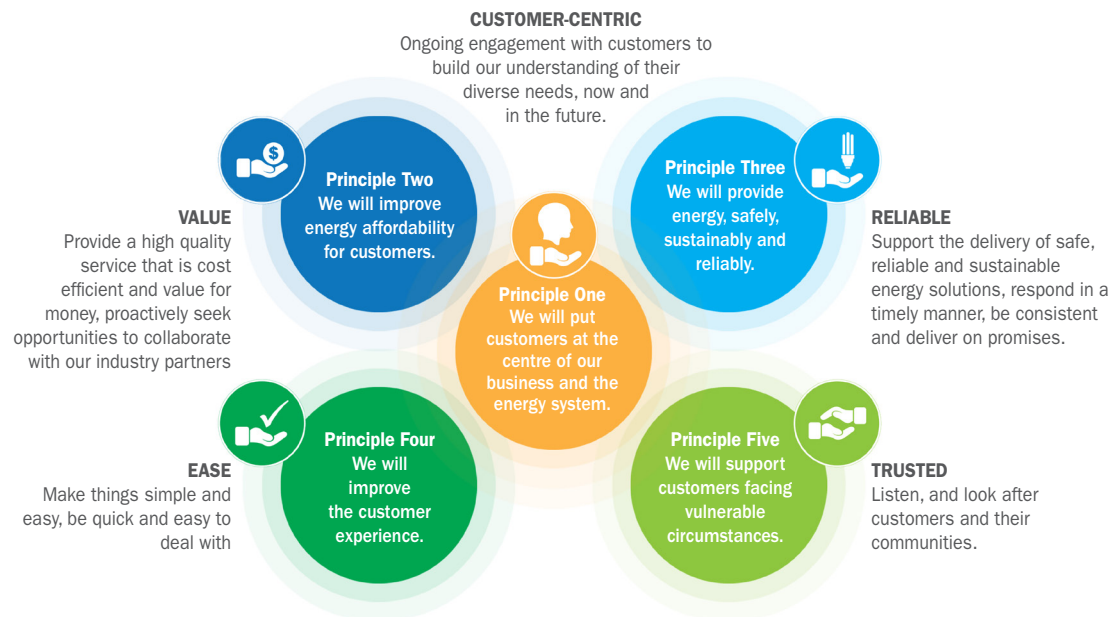 CUSTOMER-CENTRIC
Ongoing engagement with customers to
build our understanding of their
diverse needs, now and
in the future.
Principle Two
We will improve
energy affordability
for customers.
$
VALUE
Provide a high quality
service that is cost
efficient and value for
money, proactively seek
opportunities to collaborate
with our industry partners
Principle Three
We will provide
energy, safely,
sustainably and
reliably.
RELIABLE
Support the delivery of safe,
reliable and sustainable
energy solutions, respond in a
timely manner, be consistent
and deliver on promises.
Principle One
We will put
customers at the
centre of our
business and the
energy system.
Principle Four
We will
improve
the customer
experience.
EASE
Make things simple and
easy, be quick and easy to
deal with
Principle Five
We will support
customers facing
vulnerable
circumstances.
TRUSTED
Listen, and look after
customers and their
communities.